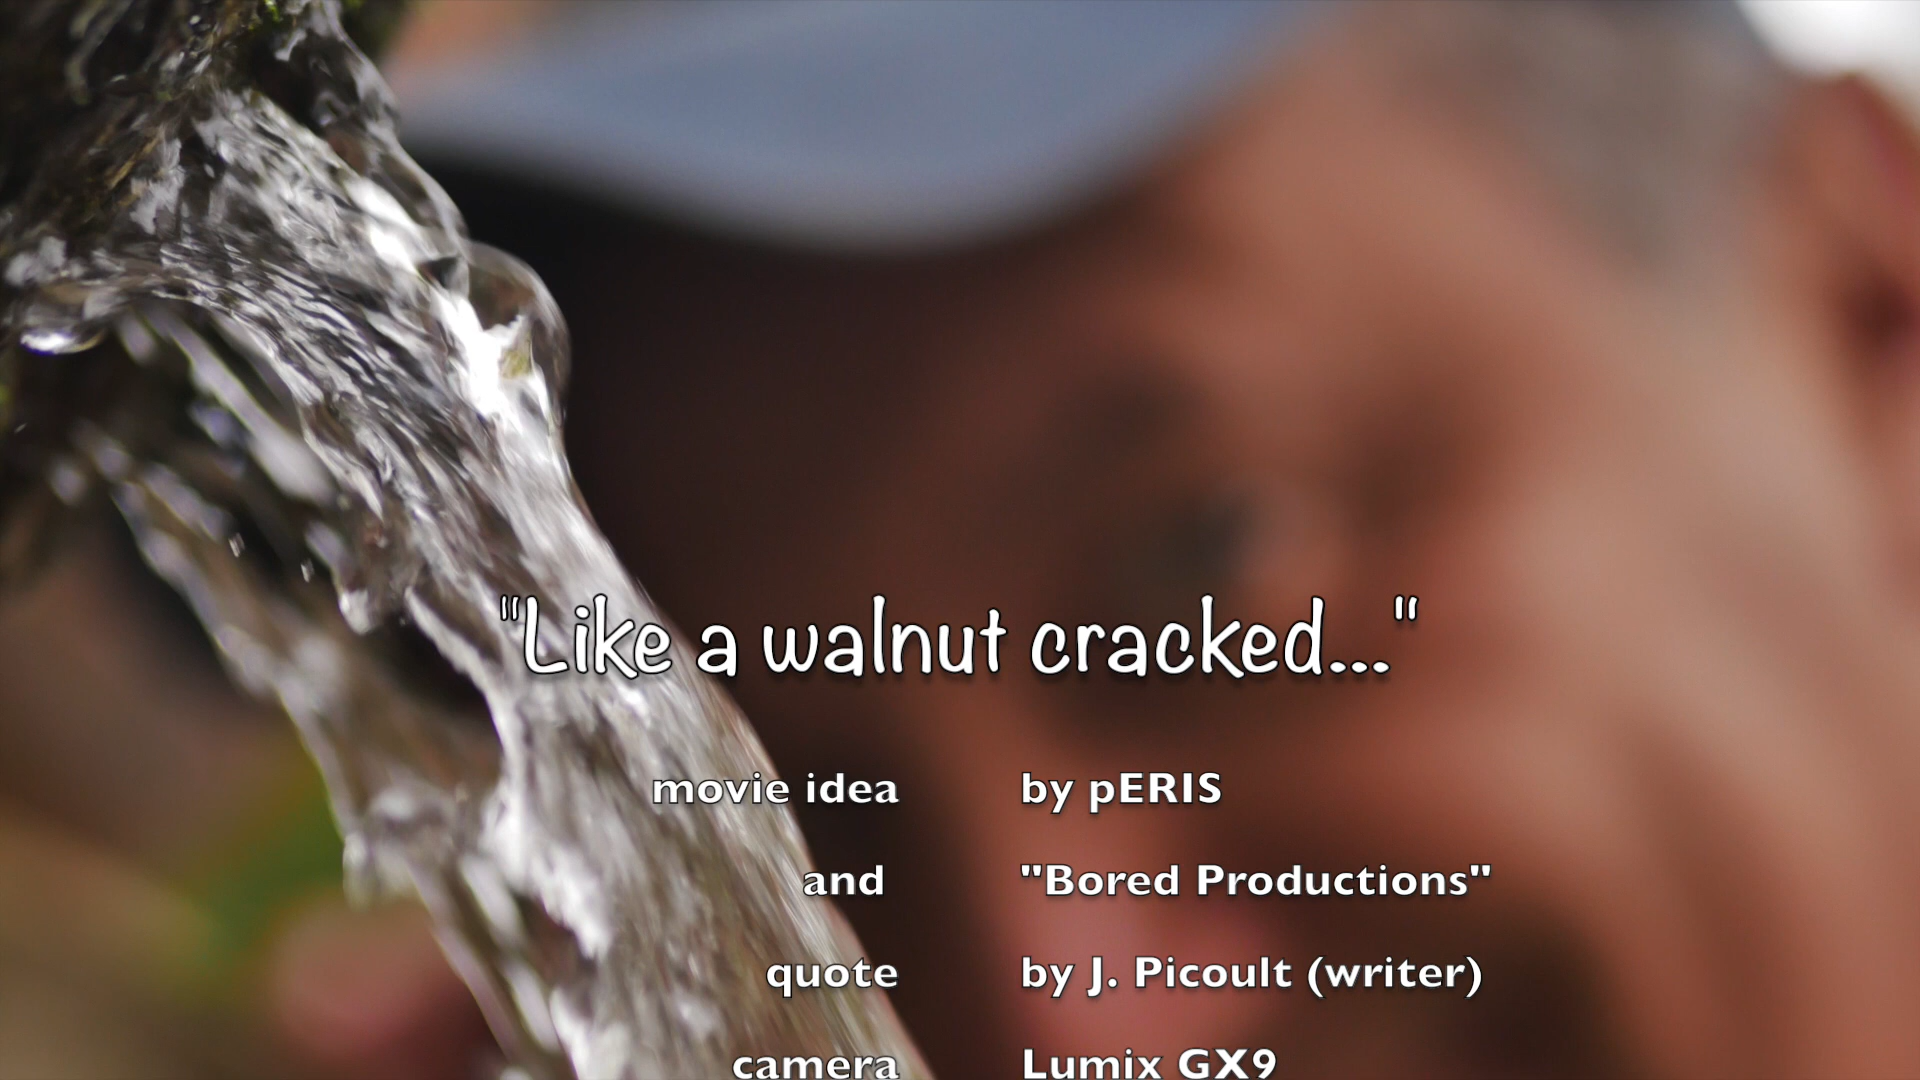 "Like a walnut cracked..."
movie idea by pERIS
and "Bored Productions"
quote by J. Picoult (writer)
camera Lumix GX9